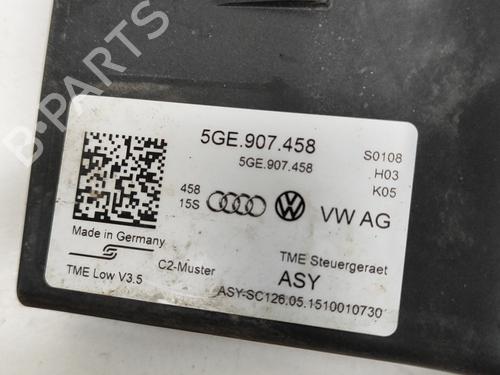 B-PARTS
5GE.907.458
5GE.907.458
S0108
H03
K05
458
15S
VW AG
Made in Germany
TME Low V3.5
C2-Muster
TME Steuergeraet
ASY
ASY-SC126.05.1510010730